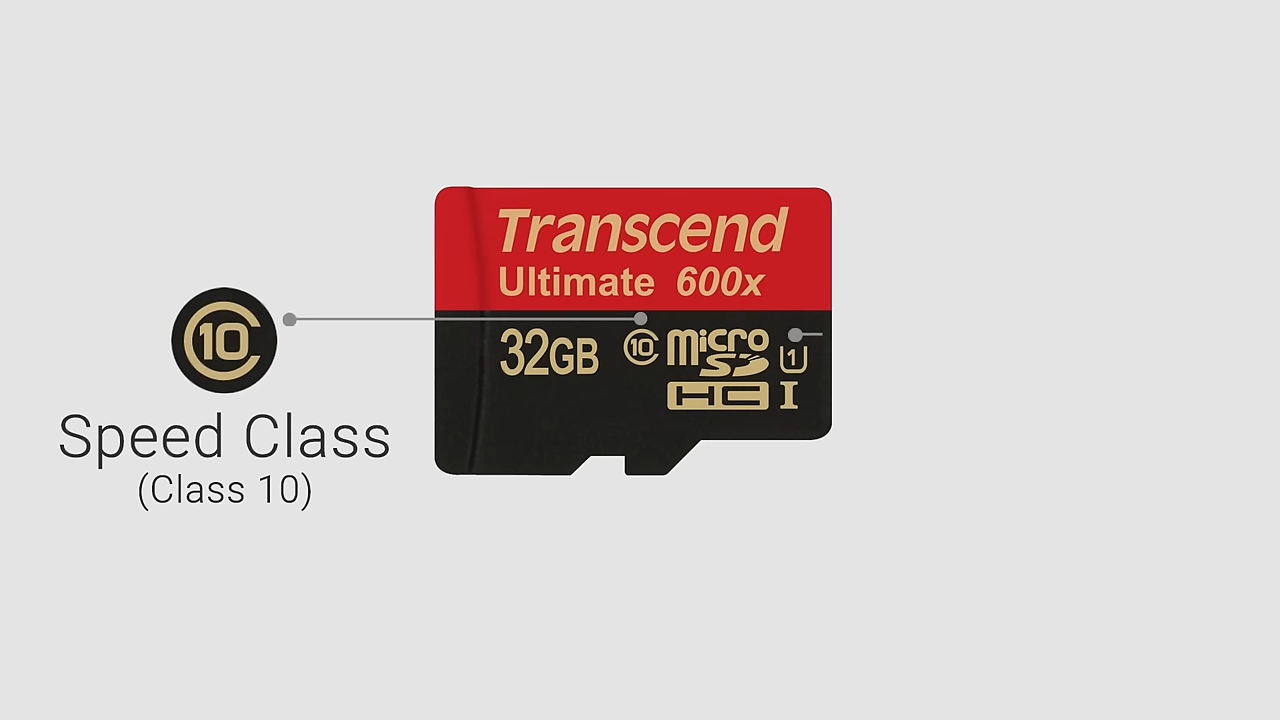 Transcend
Ultimate 600x
32GB 10 micro SD 1
HC I
10
Speed Class
(Class 10)